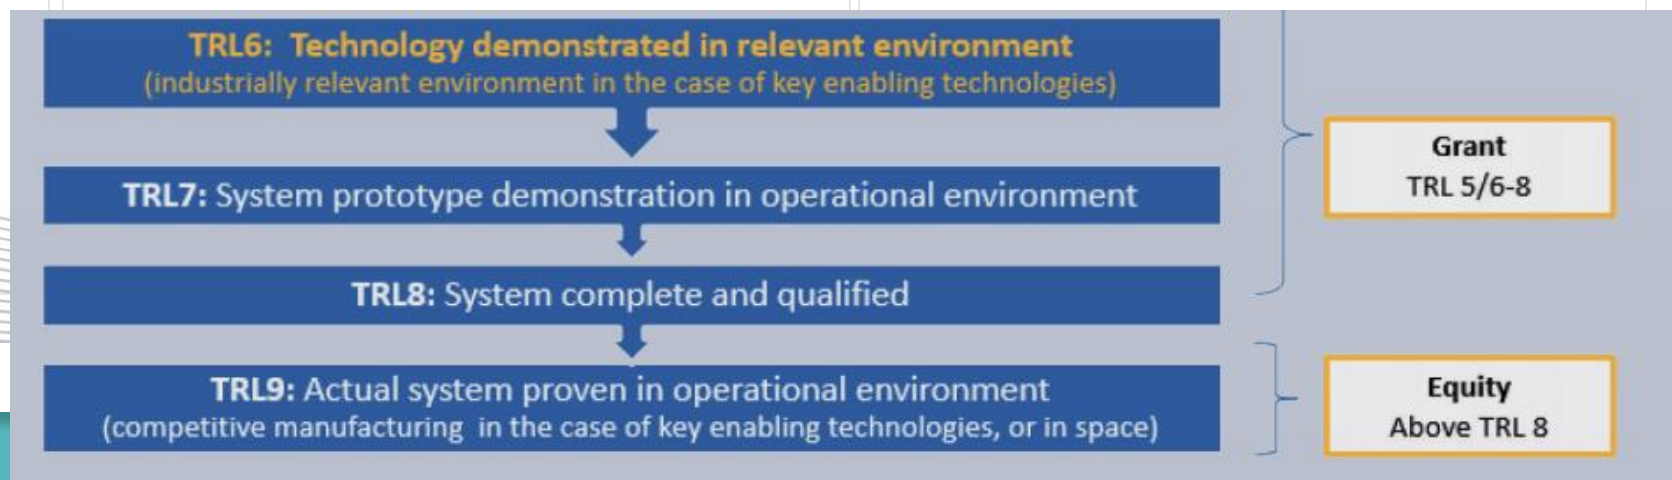 TRL6: Technology demonstrated in relevant environment
(industrially relevant environment in the case of key enabling technologies)
TRL7: System prototype demonstration in operational environment
TRL8: System complete and qualified
TRL9: Actual system proven in operational environment
(competitive manufacturing in the case of key enabling technologies, or in space)
Grant
TRL 5/6-8
Equity
Above TRL 8